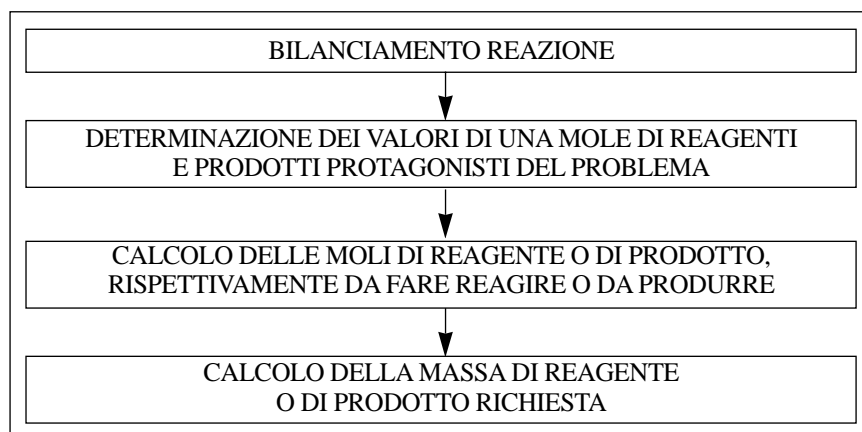 BILANCIAMENTO REAZIONE
DETERMINAZIONE DEI VALORI DI UNA MOLE DI REAGENTI
E PRODOTTI PROTAGONISTI DEL PROBLEMA
CALCOLO DELLE MOLI DI REAGENTE O DI PRODOTTO,
RISPETTIVAMENTE DA FARE REAGIRE O DA PRODURRE
CALCOLO DELLA MASSA DI REAGENTE
O DI PRODOTTO RICHIESTA